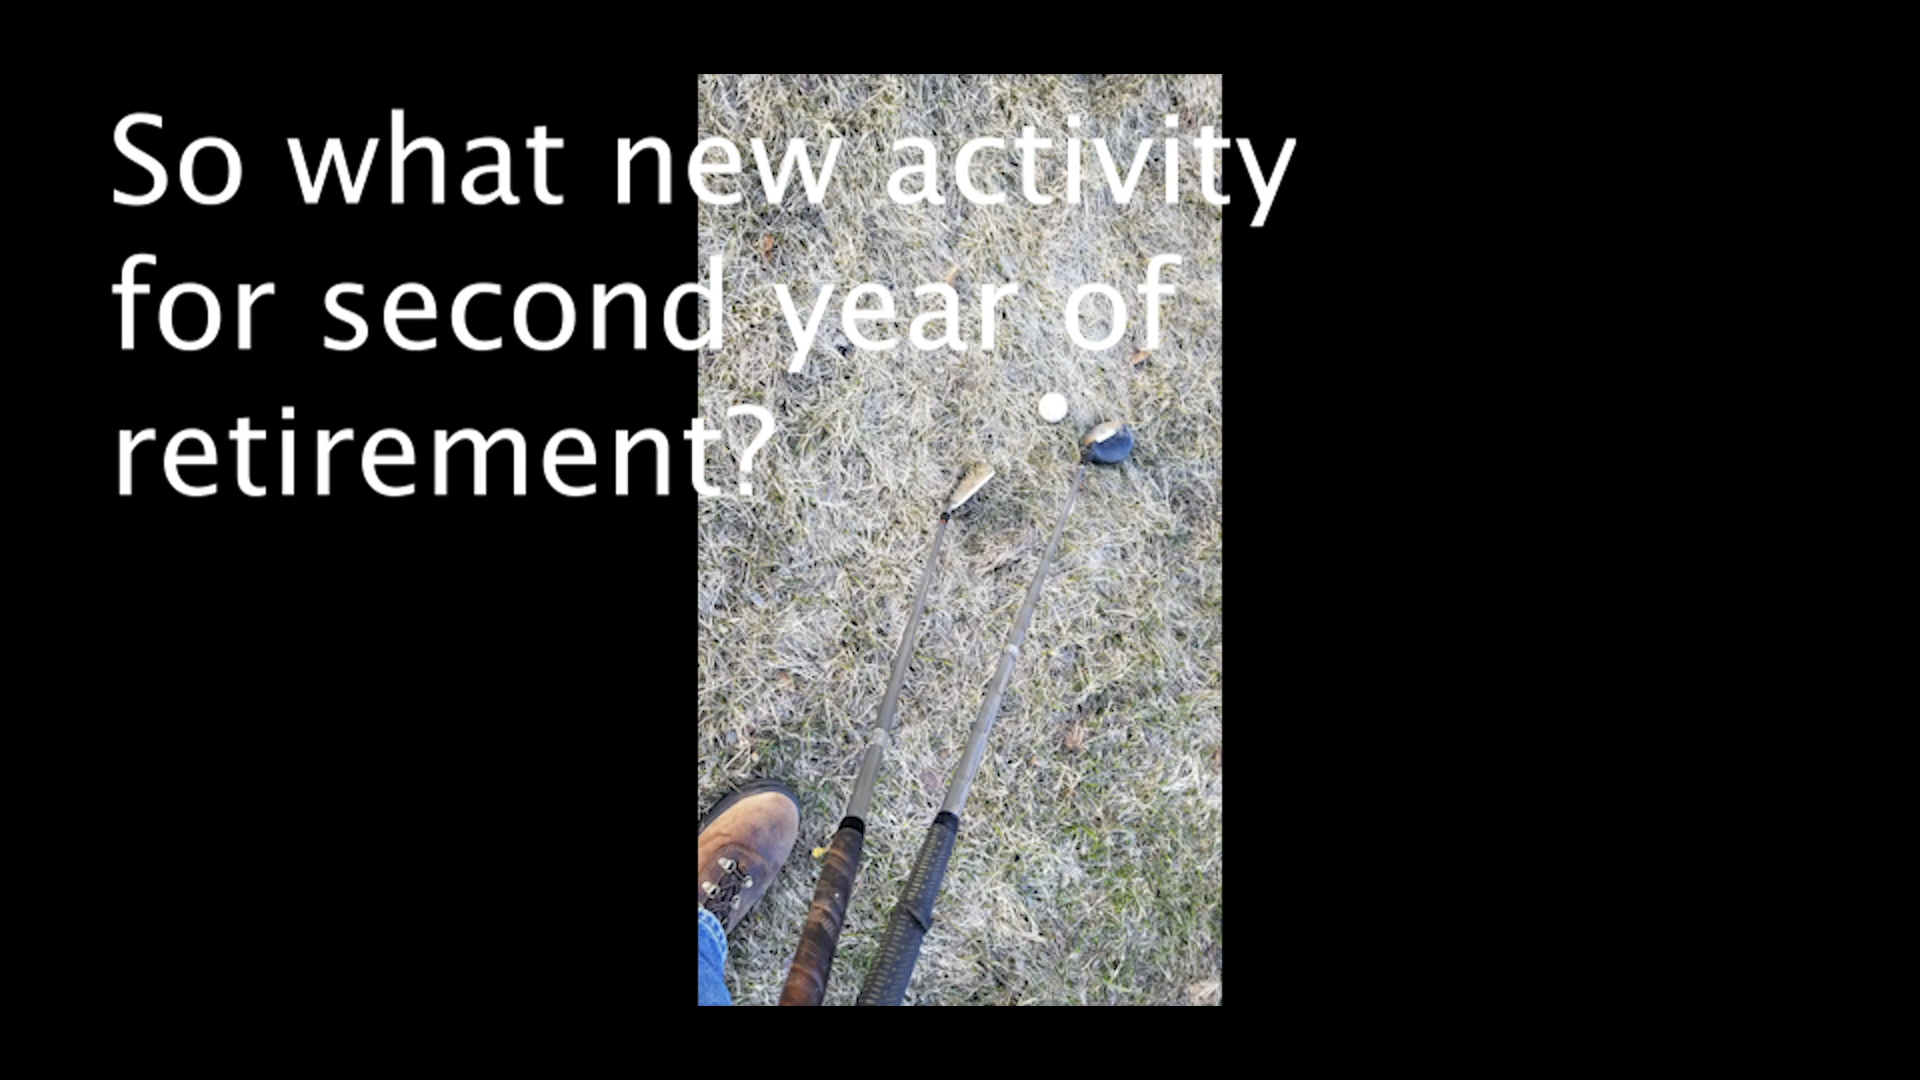 So what new activity
for second year of
retirement?